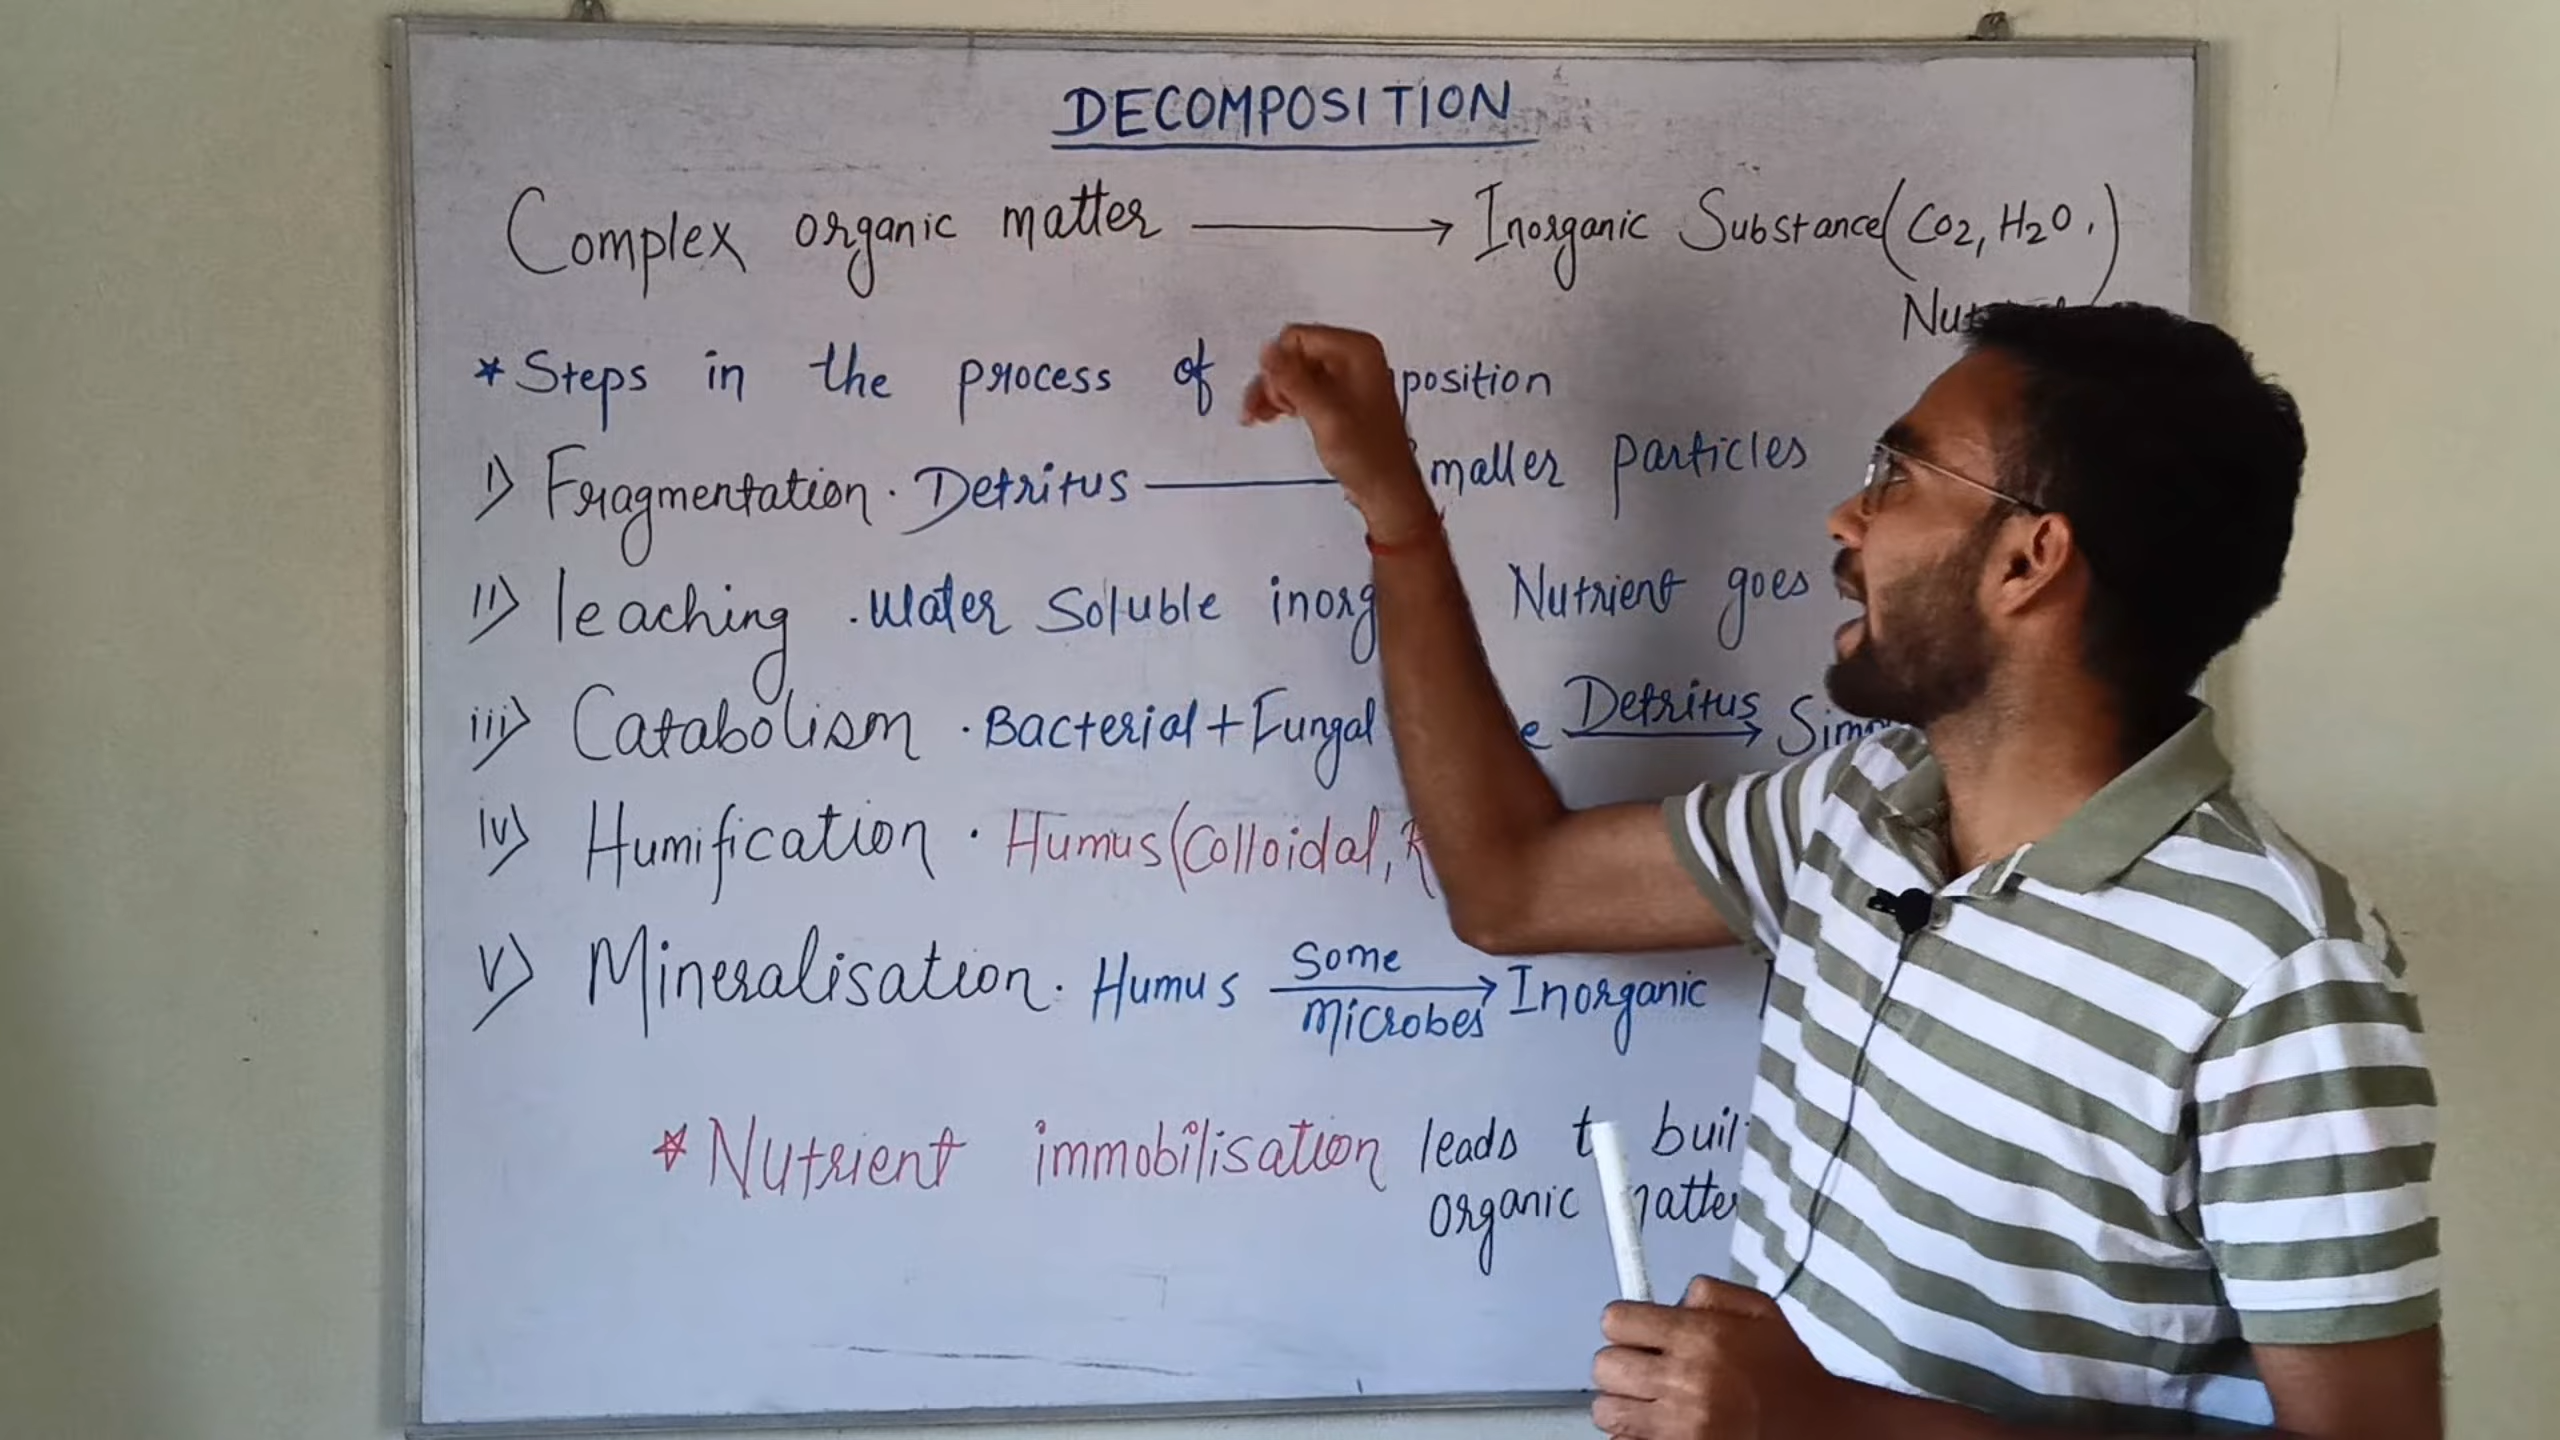 DECOMPOSITION
Complex organic matter → Inorganic Substance (CO2, H2O,)
* Steps in the process of position
i) Fragmentation. Detritus maller particles
ii) leaching .water soluble inorg Nutrient goes
iii) Catabolism . Bacterial + Fungal e Detritus → Sim
iv) Humification . Humus (Colloidal,
v) Mineralisation. Humus some microbes → Inorganic
* Nutrient immobilisation leads buil
organic